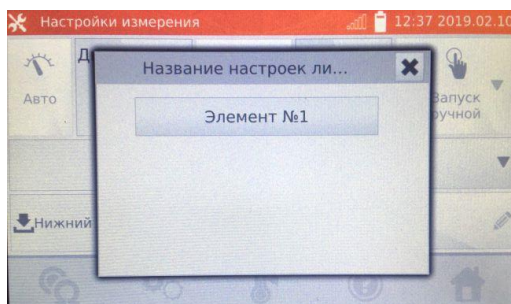 Настройки измерения
12:37 2019.02.10
Д
Название настроек ли...
Авто
Запуск
ручной
Элемент №1
Нижний